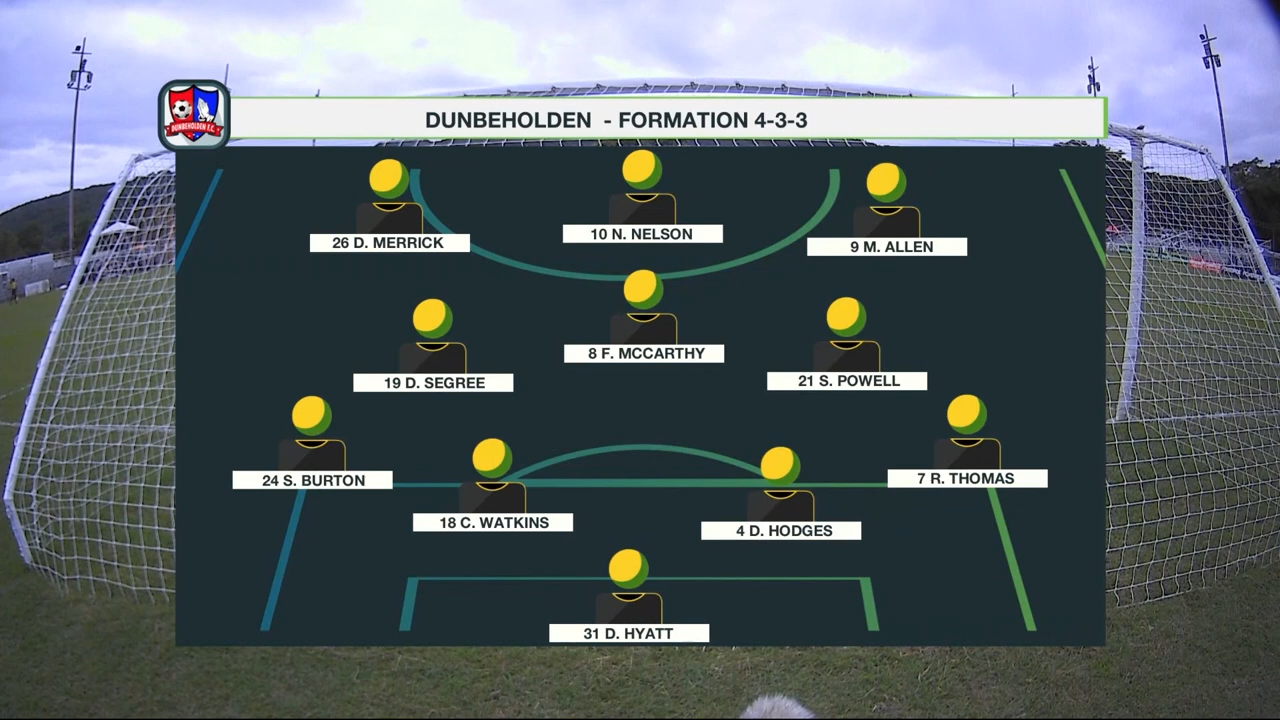 DUNBEHOLDEN F.C.
DUNBEHOLDEN - FORMATION 4-3-3
26 D. MERRICK
10 N. NELSON
9 M. ALLEN
19 D. SEGREE
8 F. MCCARTHY
21 S. POWELL
24 S. BURTON
18 C. WATKINS
4 D. HODGES
7 R. THOMAS
31 D. HYATT